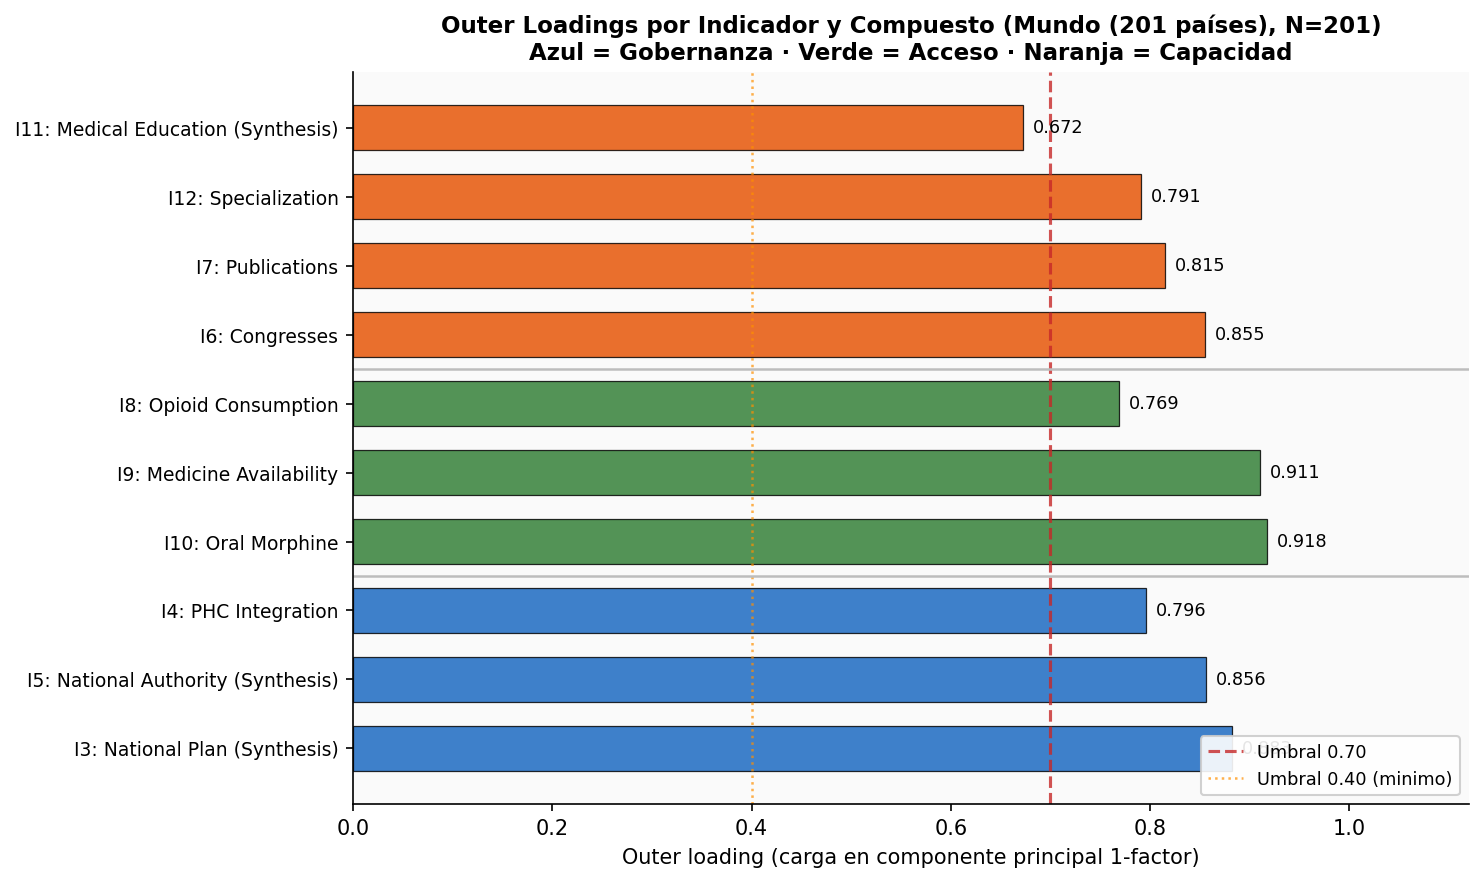 Outer Loadings por Indicador y Compuesto (Mundo (201 países), N=201)
Azul = Gobernanza · Verde = Acceso · Naranja = Capacidad
I11: Medical Education (Synthesis)
0.672
I12: Specialization
0.791
I7: Publications
0.815
I6: Congresses
0.855
I8: Opioid Consumption
0.769
I9: Medicine Availability
0.911
I10: Oral Morphine
0.918
I4: PHC Integration
0.796
I5: National Authority (Synthesis)
0.856
I3: National Plan (Synthesis)
Umbral 0.70
Umbral 0.40 (minimo)
0.0 0.2 0.4 0.6 0.8 1.0
Outer loading (carga en componente principal 1-factor)